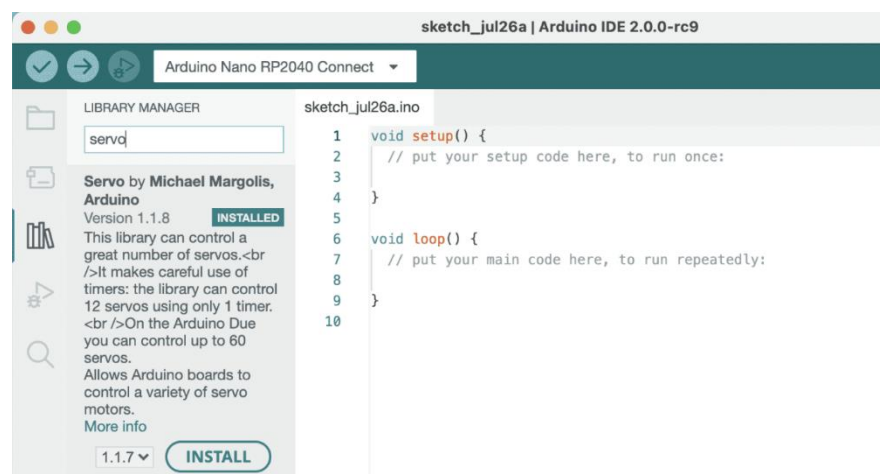 sketch_jul26a | Arduino IDE 2.0.0-rc9
Arduino Nano RP2040 Connect
LIBRARY MANAGER
servo
Servo by Michael Margolis,
Arduino
Version 1.1.8 INSTALLED
This library can control a
great number of servos.<br
/>It makes careful use of
timers: the library can control
12 servos using only 1 timer.
<br />On the Arduino Due
you can control up to 60
servos.
Allows Arduino boards to
control a variety of servo
motors.
More info
1.1.7 INSTALL
sketch_jul26a.ino
1 void setup() {
2 // put your setup code here, to run once:
3
4 }
5
6 void loop() {
7 // put your main code here, to run repeatedly:
8
9 }
10